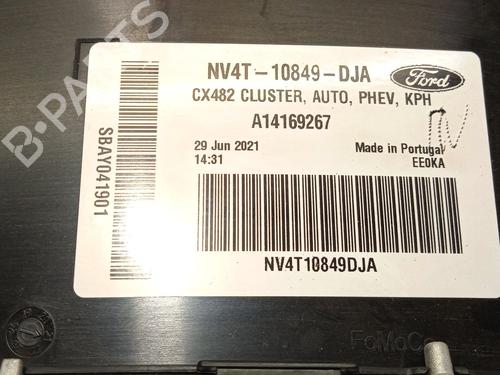 NV4T-10849-DJA
Ford
CX482 CLUSTER, AUTO, PHEV, KPH
A14169267
29 Jun 2021
14:31
Made in Portugal
EE0KA
SBAY041901
NV4T10849DJA
FoMoCo
B-PARTS